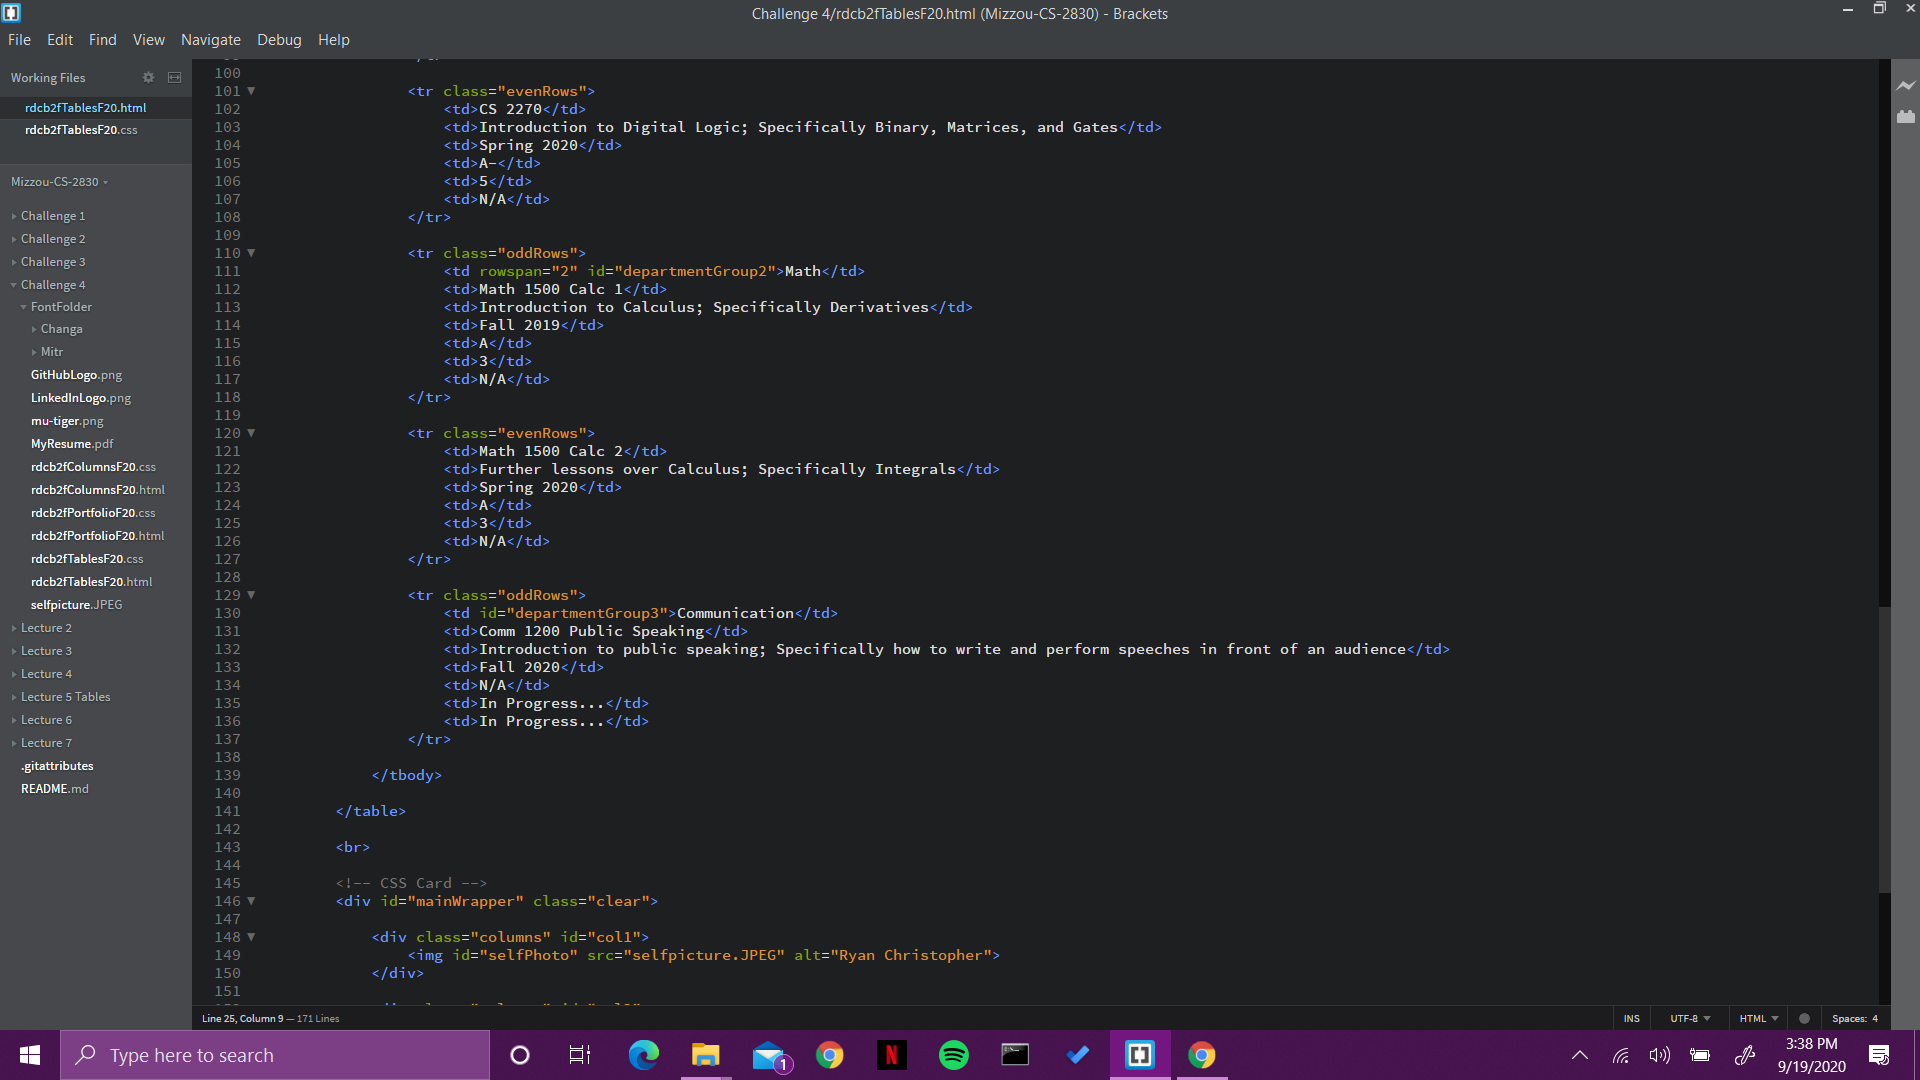 Challenge 4/rdcb2fTablesF20.html (Mizzou-CS-2830) - Brackets
File Edit Find View Navigate Debug Help
Working Files
rdcb2fTablesF20.html
rdcb2fTablesF20.css
Mizzou-CS-2830
Challenge 1
Challenge 2
Challenge 3
Challenge 4
FontFolder
Changa
Mitr
GitHubLogo.png
LinkedInLogo.png
mu-tiger.png
MyResume.pdf
rdcb2fColumnsF20.css
rdcb2fColumnsF20.html
rdcb2fPortfolioF20.css
rdcb2fPortfolioF20.html
rdcb2fTablesF20.css
rdcb2fTablesF20.html
selfpicture.JPEG
Lecture 2
Lecture 3
Lecture 4
Lecture 5 Tables
Lecture 6
Lecture 7
.gitattributes
README.md
100
101 <tr class="evenRows">
102 <td>CS 2270</td>
103 <td>Introduction to Digital Logic; Specifically Binary, Matrices, and Gates</td>
104 <td>Spring 2020</td>
105 <td>A-</td>
106 <td>5</td>
107 <td>N/A</td>
108 </tr>
109
110 <tr class="oddRows">
111 <td rowspan="2" id="departmentGroup2">Math</td>
112 <td>Math 1500 Calc 1</td>
113 <td>Introduction to Calculus; Specifically Derivatives</td>
114 <td>Fall 2019</td>
115 <td>A</td>
116 <td>3</td>
117 <td>N/A</td>
118 </tr>
119
120 <tr class="evenRows">
121 <td>Math 1500 Calc 2</td>
122 <td>Further lessons over Calculus; Specifically Integrals</td>
123 <td>Spring 2020</td>
124 <td>A</td>
125 <td>3</td>
126 <td>N/A</td>
127 </tr>
128
129 <tr class="oddRows">
130 <td id="departmentGroup3">Communication</td>
131 <td>Comm 1200 Public Speaking</td>
132 <td>Introduction to public speaking; Specifically how to write and perform speeches in front of an audience</td>
133 <td>Fall 2020</td>
134 <td>N/A</td>
135 <td>In Progress...</td>
136 <td>In Progress...</td>
137 </tr>
138
139 </tbody>
140
141 </table>
142
143 <br>
144
145 <!-- CSS Card -->
146 <div id="mainWrapper" class="clear">
147
148 <div class="columns" id="col1">
149 <img id="selfPhoto" src="selfpicture.JPEG" alt="Ryan Christopher">
150 </div>
151
Line 25, Column 9 — 171 Lines
INS UTF-8 HTML Spaces: 4
Type here to search
1
3:38 PM
9/19/2020